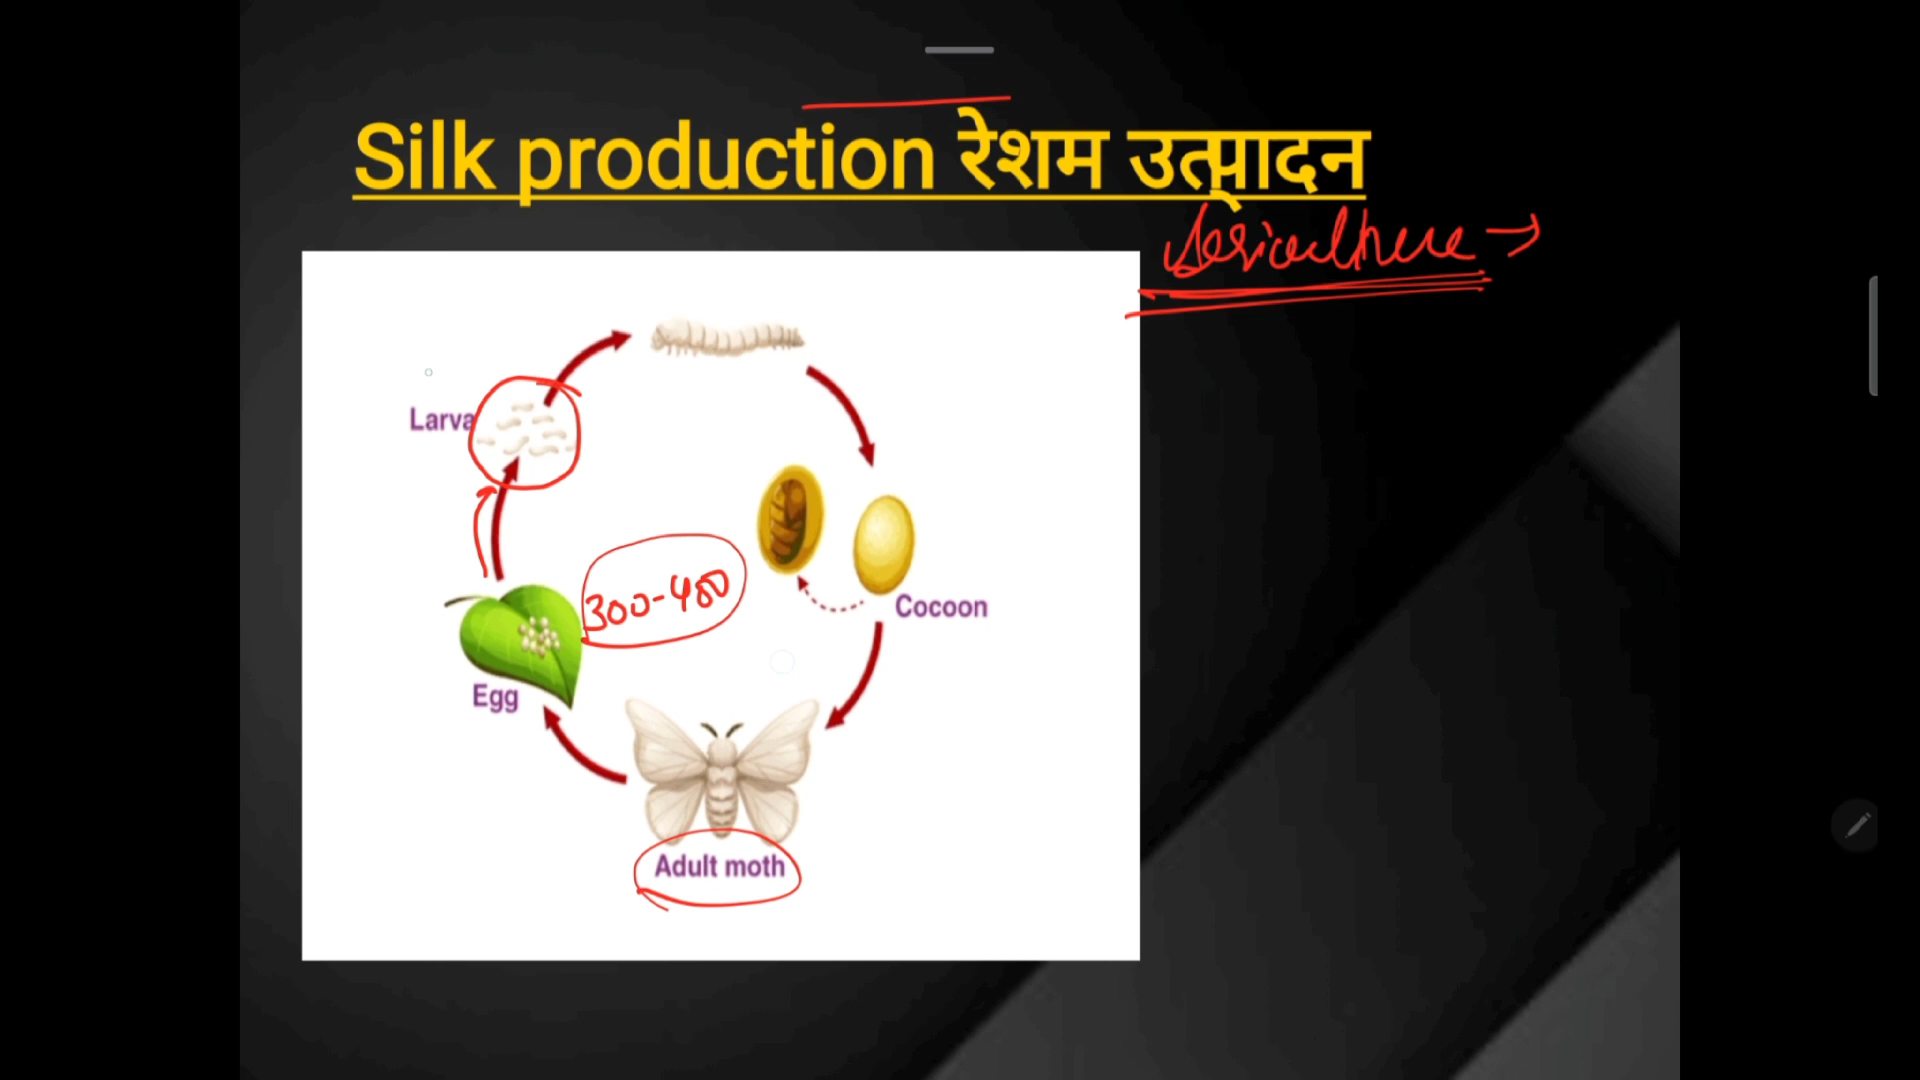 Silk production रेशम उत्पादन
Sericulture →
Larva
300-400
Cocoon
Egg
Adult moth